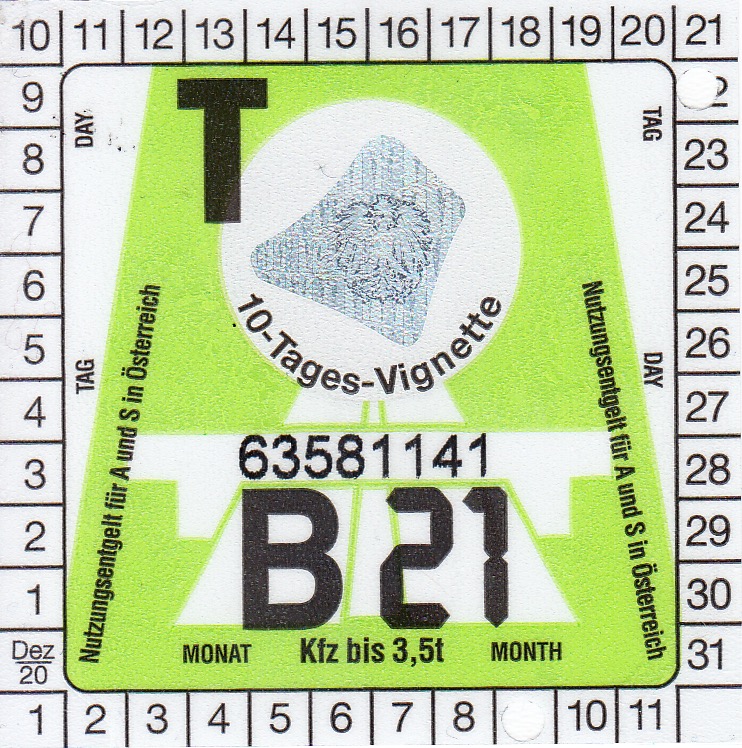 10 11 12 13 14 15 16 17 18 19 20 21
9
8
7
6
5
4
3
2
1
Dez
20
1 2 3 4 5 6 7 8 10 11
23
24
25
26
27
28
29
30
31
DAY
TAG
TAG
DAY
T
10-Tages-Vignette
Nutzungsentgelt für A und S in Österreich
Nutzungsentgelt für A und S in Österreich
63581141
B 21
MONAT Kfz bis 3,5t MONTH